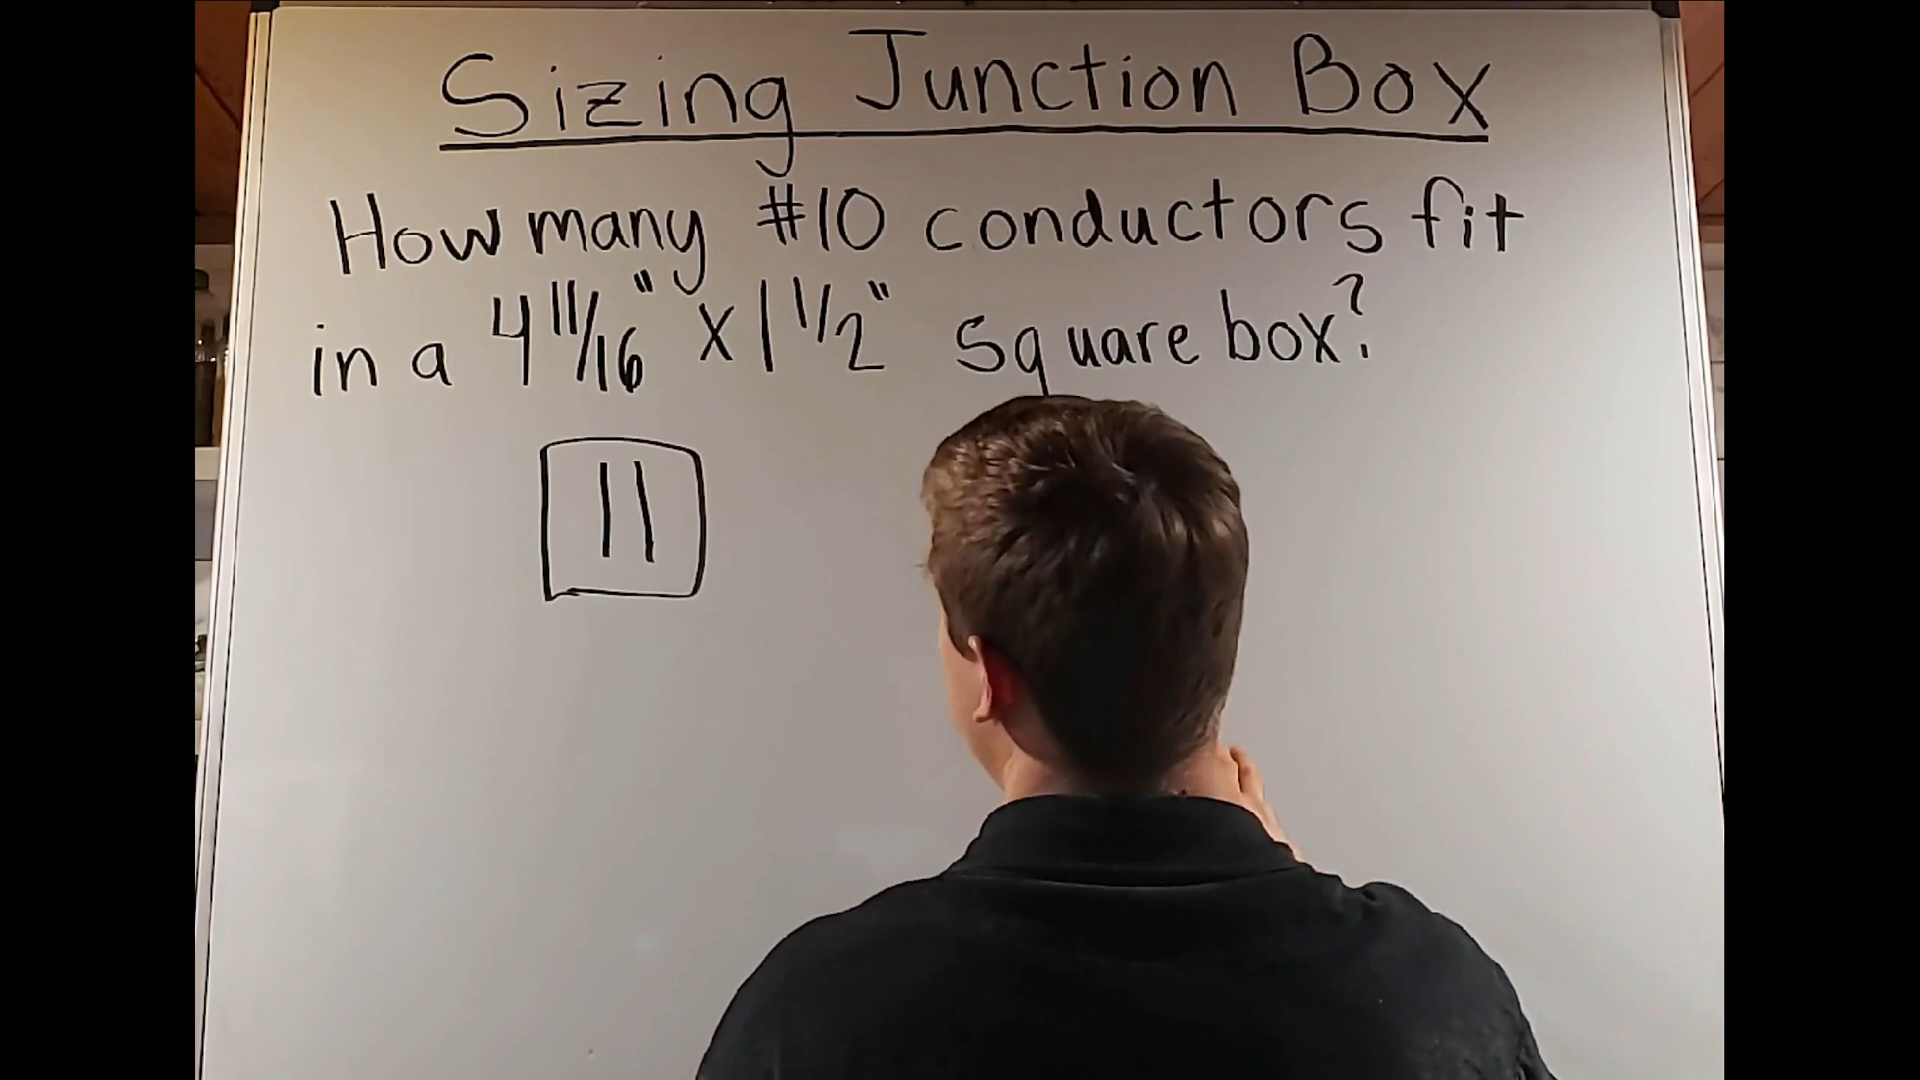 Sizing Junction Box
How many #10 conductors fit
in a 4 11/16" x 1 1/2" square box?
11